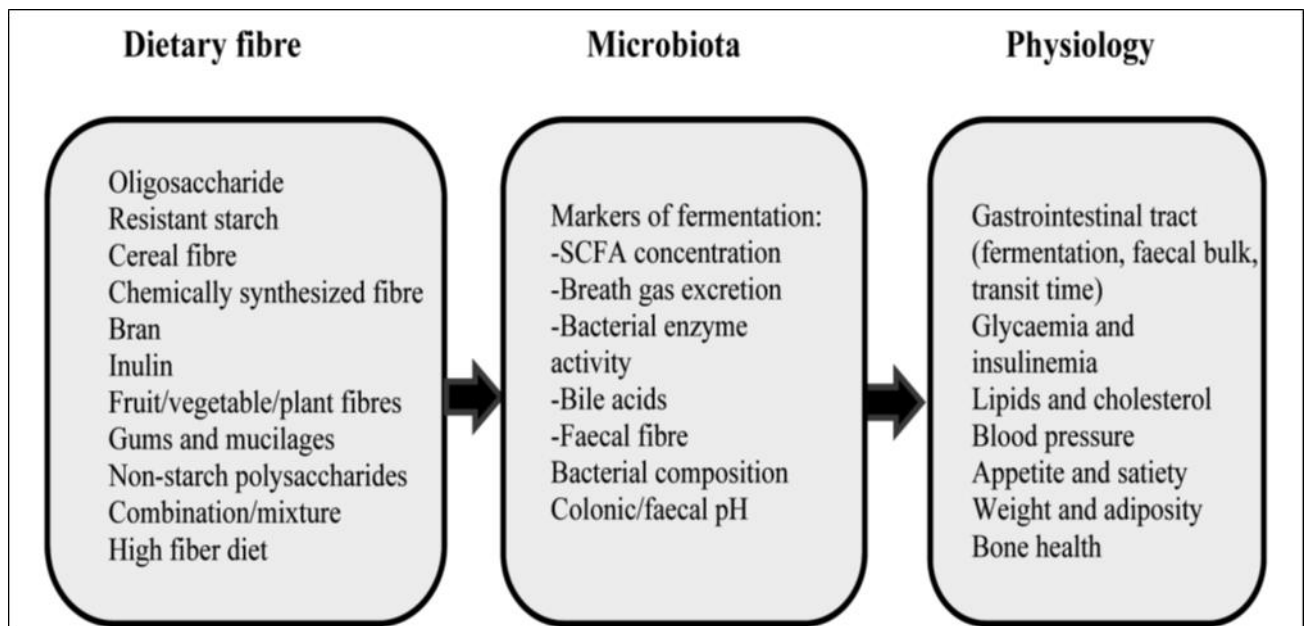 Dietary fibre
Oligosaccharide
Resistant starch
Cereal fibre
Chemically synthesized fibre
Bran
Inulin
Fruit/vegetable/plant fibres
Gums and mucilages
Non-starch polysaccharides
Combination/mixture
High fiber diet
Microbiota
Markers of fermentation:
-SCFA concentration
-Breath gas excretion
-Bacterial enzyme
activity
-Bile acids
-Faecal fibre
Bacterial composition
Colonic/faecal pH
Physiology
Gastrointestinal tract
(fermentation, faecal bulk,
transit time)
Glycaemia and
insulinemia
Lipids and cholesterol
Blood pressure
Appetite and satiety
Weight and adiposity
Bone health